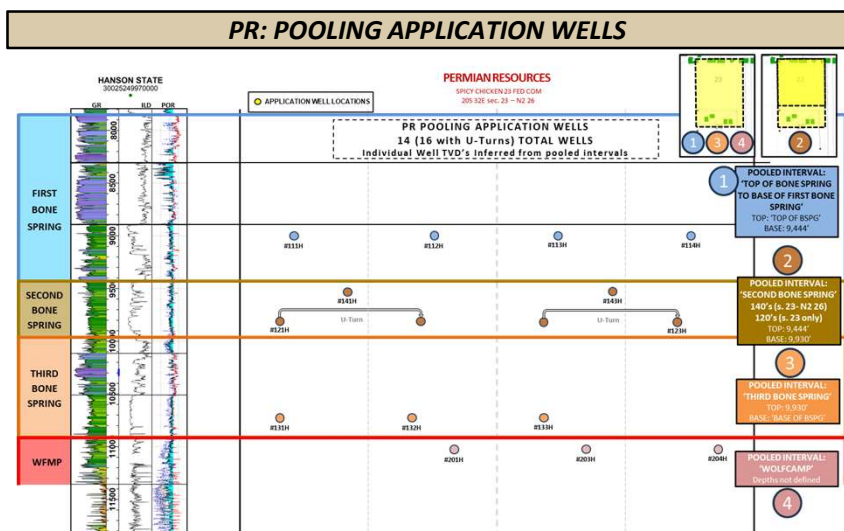 PR: POOLING APPLICATION WELLS
HANSON STATE
30025249970000
GR
ILD
POR
APPLICATION WELL LOCATIONS
PERMIAN RESOURCES
SPICY CHICKEN 23 FED COM
20S 32E sec. 23 – N2 26
PR POOLING APPLICATION WELLS
14 (16 with U-Turns) TOTAL WELLS
Individual Well TVD's Inferred from pooled intervals
23
1
3
4
2
8000
8500
9000
9500
10000
10500
11000
11500
FIRST
BONE
SPRING
SECOND
BONE
SPRING
THIRD
BONE
SPRING
WFMP
#111H
#112H
#113H
#114H
#141H
#143H
U-Turn
U-Turn
#121H
#123H
#131H
#132H
#133H
#201H
#203H
#204H
1
POOLED INTERVAL:
'TOP OF BONE SPRING
TO BASE OF FIRST BONE
SPRING'
TOP: 'TOP OF BSPG'
BASE: 9,444'
2
POOLED INTERVAL:
'SECOND BONE SPRING'
140's (s. 23- N2 26)
120's (s. 23 only)
TOP: 9,444'
BASE: 9,930'
3
POOLED INTERVAL:
'THIRD BONE SPRING'
TOP: 9,930'
BASE: 'BASE OF BSPG'
POOLED INTERVAL:
'WOLFCAMP'
Depths not defined
4